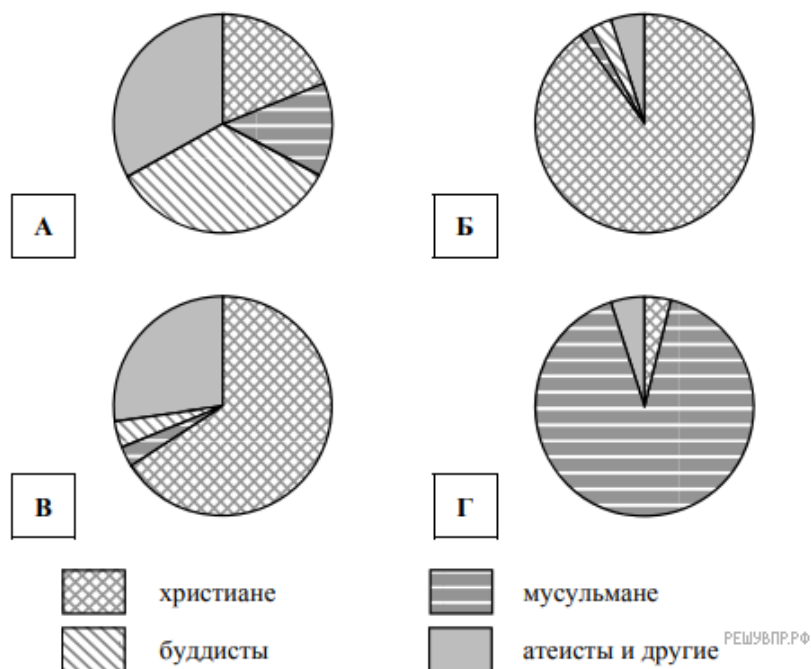 А
Б
В
Г
христиане
мусульмане
буддисты
атеисты и другие
РЕШУВПР.РФ